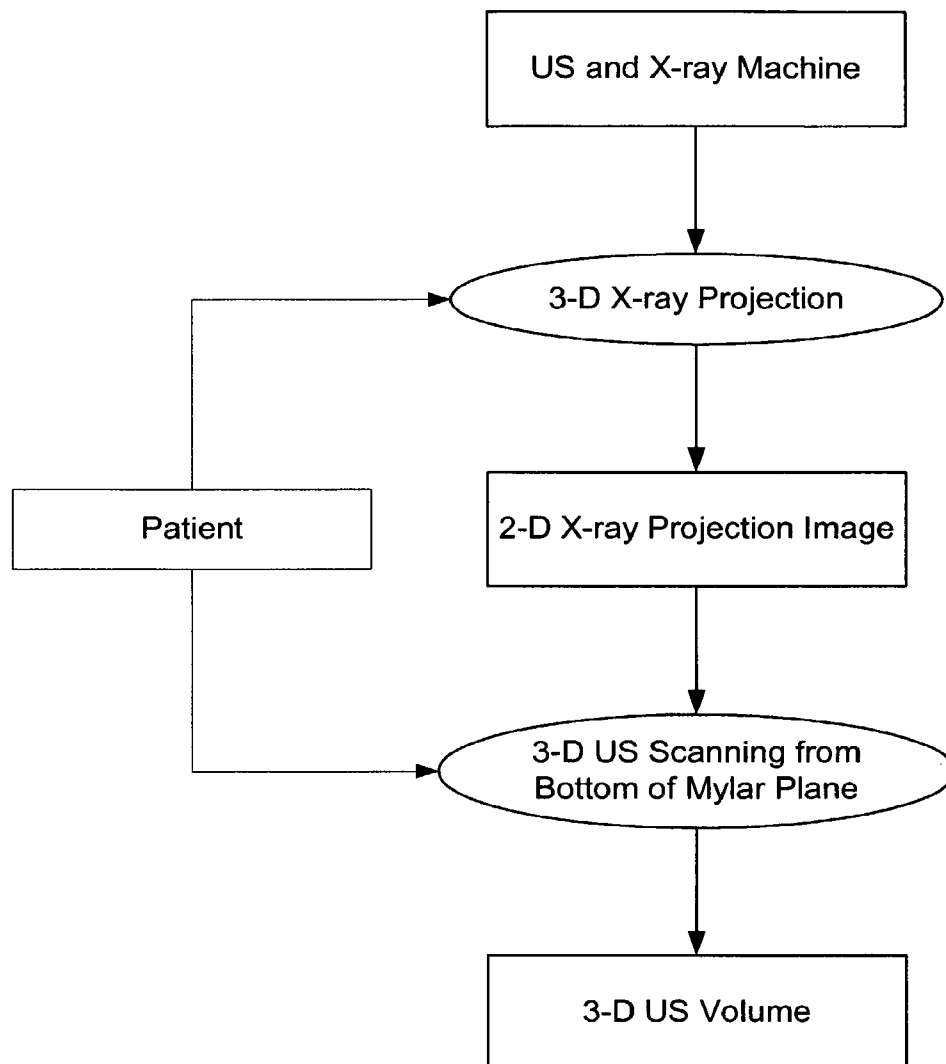 US and X-ray Machine
3-D X-ray Projection
Patient
2-D X-ray Projection Image
3-D US Scanning from
Bottom of Mylar Plane
3-D US Volume